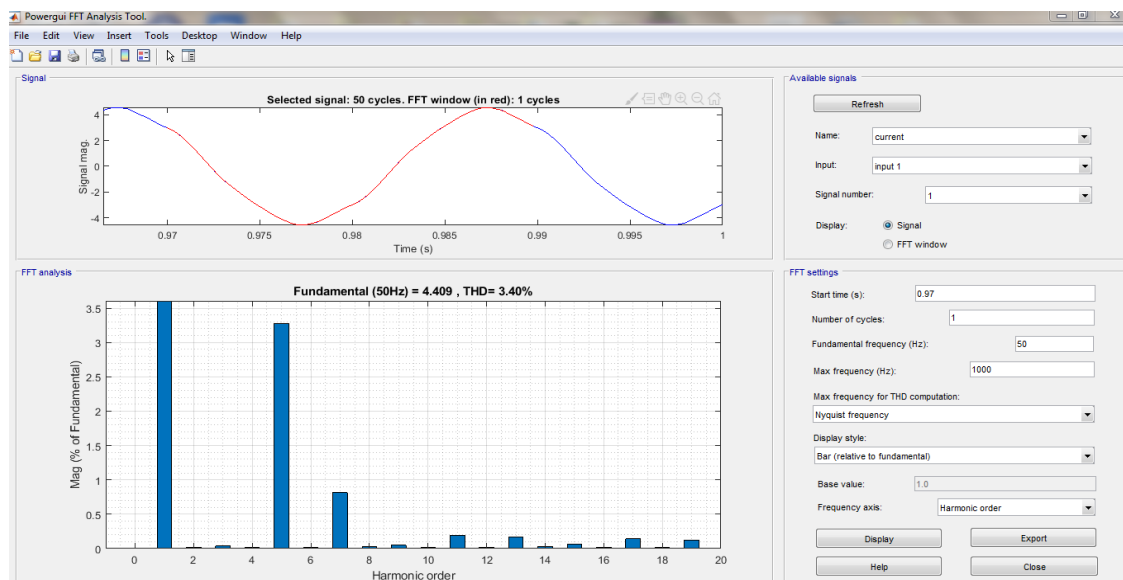 Powergui FFT Analysis Tool.
File Edit View Insert Tools Desktop Window Help
Signal
Selected signal: 50 cycles. FFT window (in red): 1 cycles
Signal mag.
4
2
0
-2
-4
0.97 0.975 0.98 0.985 0.99 0.995 1
Time (s)
FFT analysis
Fundamental (50Hz) = 4.409 , THD= 3.40%
Mag (% of Fundamental)
3.5
3
2.5
2
1.5
1
0.5
0
0 2 4 6 8 10 12 14 16 18 20
Harmonic order
Available signals
Refresh
Name: current
Input: input 1
Signal number: 1
Display: Signal
FFT window
FFT settings
Start time (s): 0.97
Number of cycles: 1
Fundamental frequency (Hz): 50
Max frequency (Hz): 1000
Max frequency for THD computation:
Nyquist frequency
Display style:
Bar (relative to fundamental)
Base value: 1.0
Frequency axis: Harmonic order
Display Export
Help Close